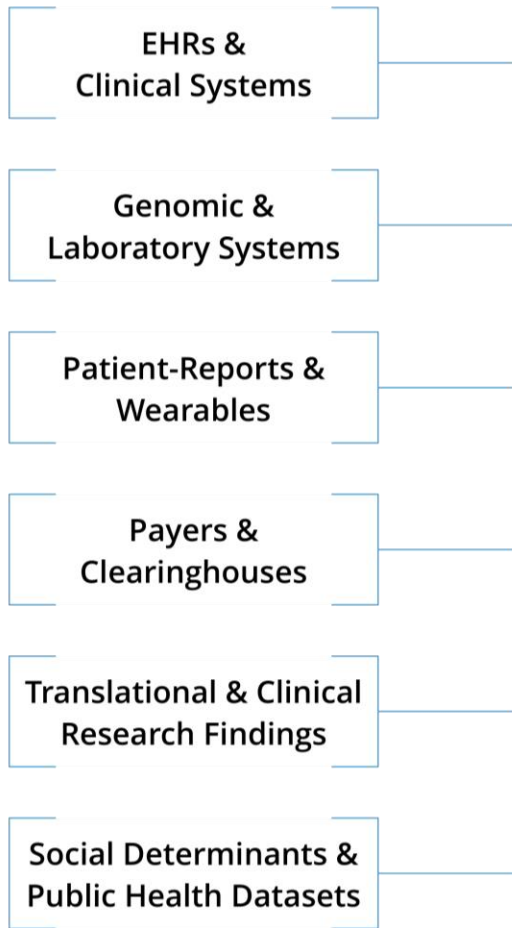 EHRs &
Clinical Systems
Genomic &
Laboratory Systems
Patient-Reports &
Wearables
Payers &
Clearinghouses
Translational & Clinical
Research Findings
Social Determinants &
Public Health Datasets